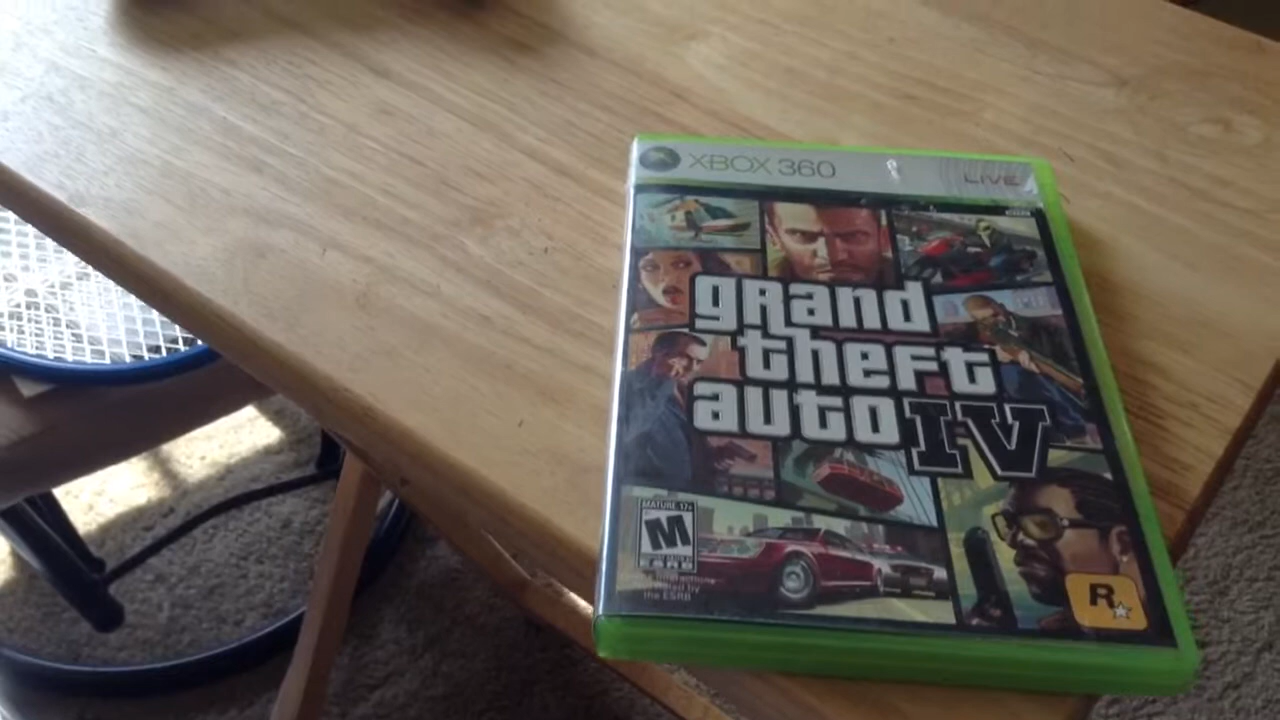 XBOX 360
LIVE
grand
theft
auto IV
MATURE 17+
M
ESRB
the ESRB
R